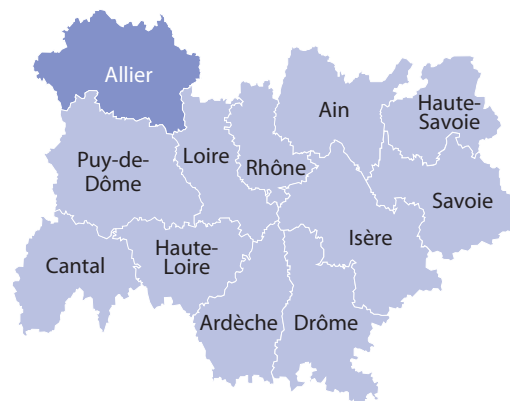 Allier
Ain
Haute-
Savoie
Puy-de-
Dôme
Loire
Rhône
Savoie
Isère
Cantal
Haute-
Loire
Ardèche
Drôme